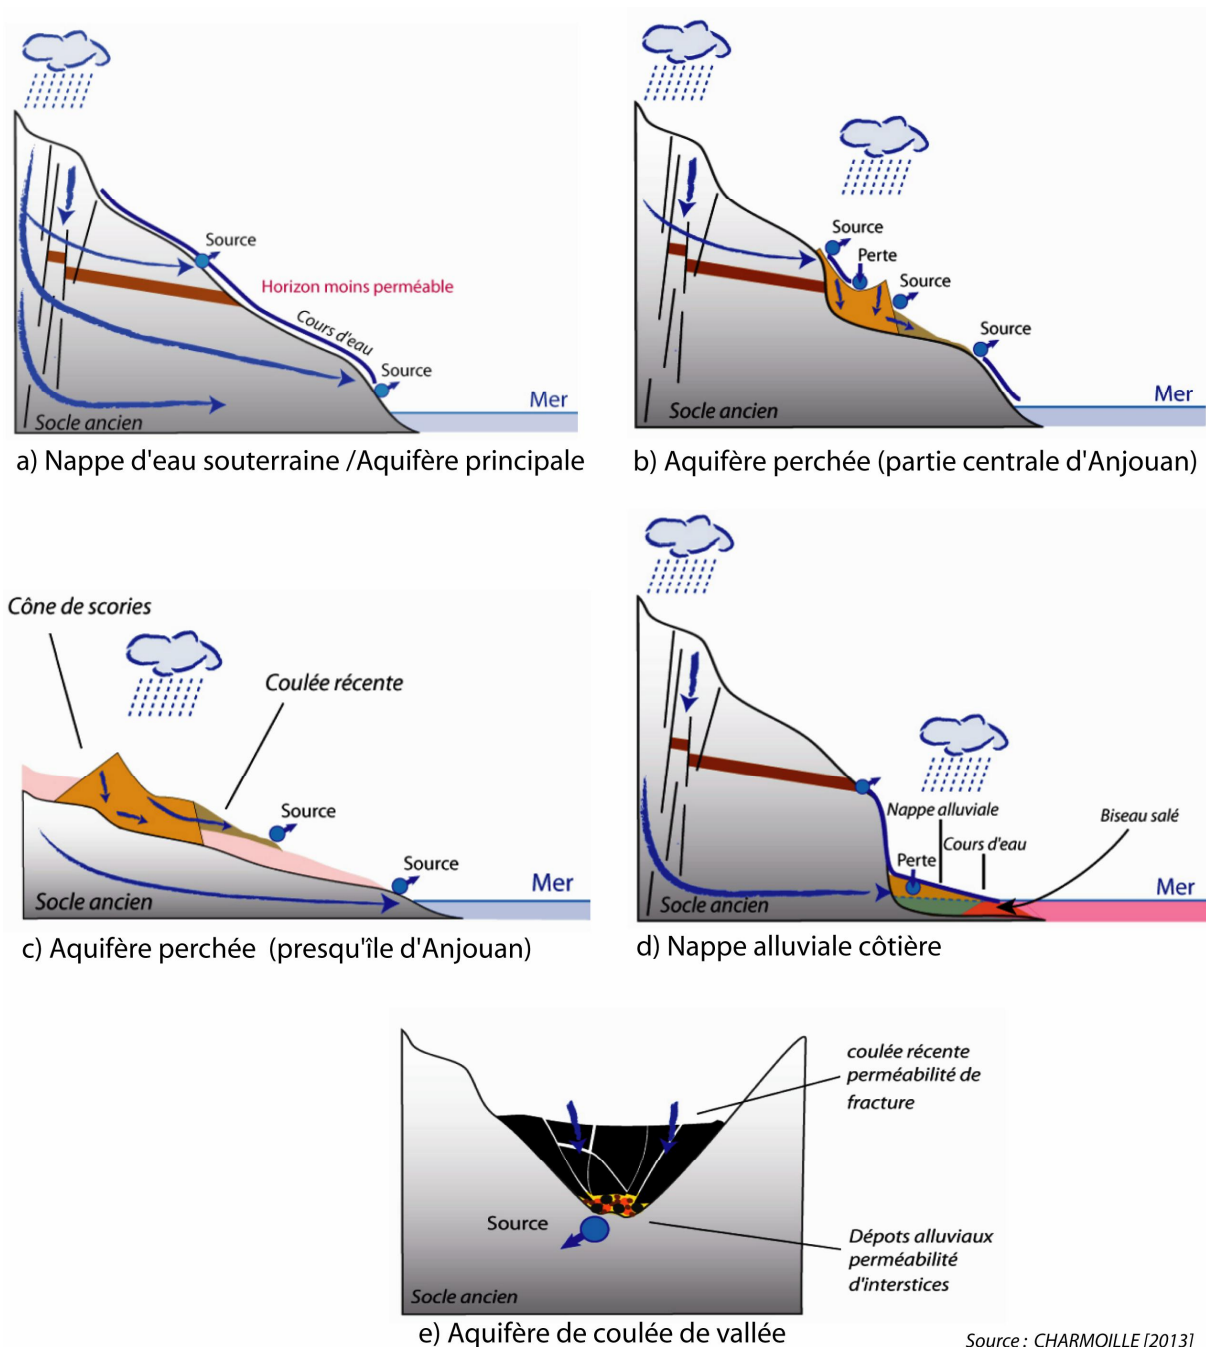 Source
Horizon moins perméable
Cours d'eau
Source
Mer
Socle ancien
a) Nappe d'eau souterraine /Aquifère principale
Source
Perte
Source
Source
Mer
Socle ancien
b) Aquifère perchée (partie centrale d'Anjouan)
Cône de scories
Coulée récente
Source
Source
Mer
Socle ancien
c) Aquifère perchée (presqu'île d'Anjouan)
Nappe alluviale
Biseau salé
Cours d'eau
Perte
Mer
Socle ancien
d) Nappe alluviale côtière
coulée récente
perméabilité de
fracture
Source
Dépots alluviaux
perméabilité
d'interstices
Socle ancien
e) Aquifère de coulée de vallée
Source : CHARMOILLE [2013]